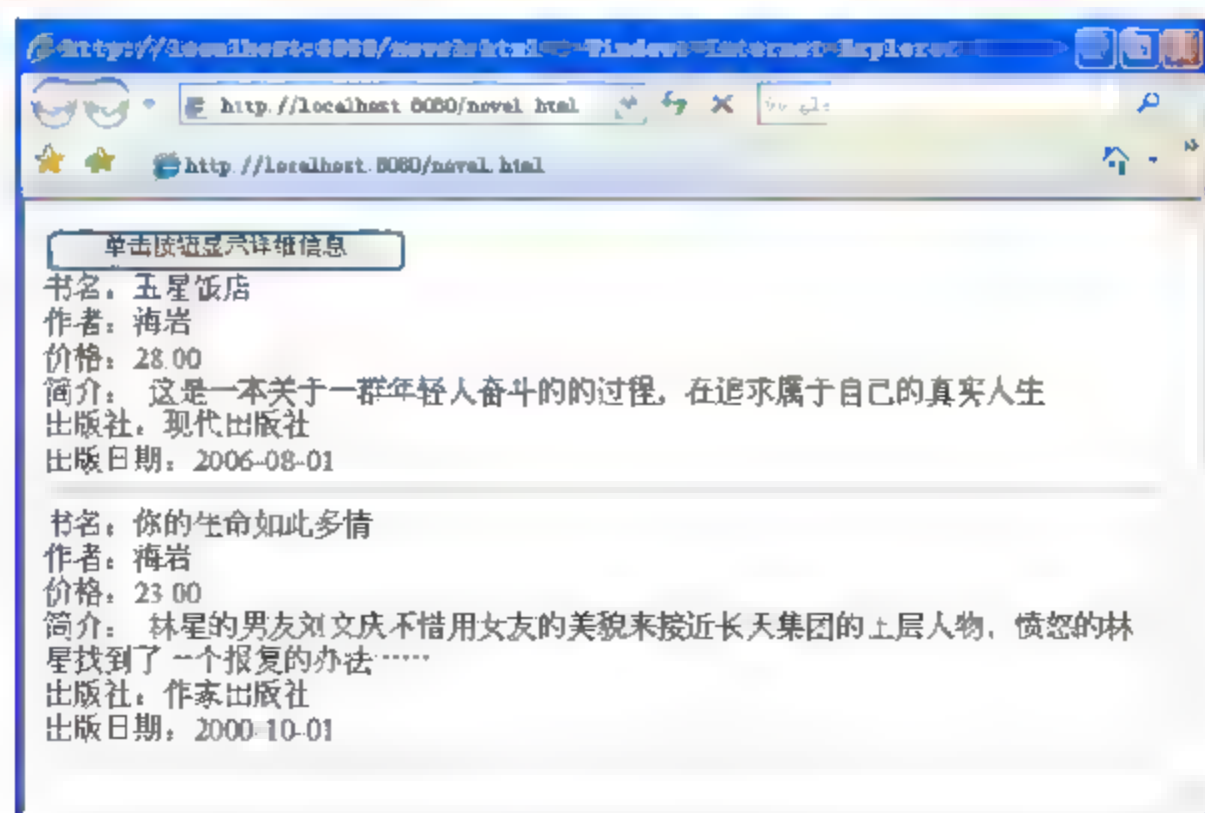 http://localhost:8080/novel.html - Windows Internet Explorer
http://localhost:8080/novel.html
http://localhost:8080/novel.html
单击按钮显示详细信息
书名：五星饭店
作者：海岩
价格：28.00
简介： 这是一本关于一群年轻人奋斗的的过程，在追求属于自己的真实人生
出版社：现代出版社
出版日期：2006-08-01
书名：你的生命如此多情
作者：海岩
价格：23.00
简介： 林星的男友刘文庆不惜用女友的美貌来接近长天集团的上层人物，愤怒的林
星找到了一个报复的办法……
出版社：作家出版社
出版日期：2000-10-01